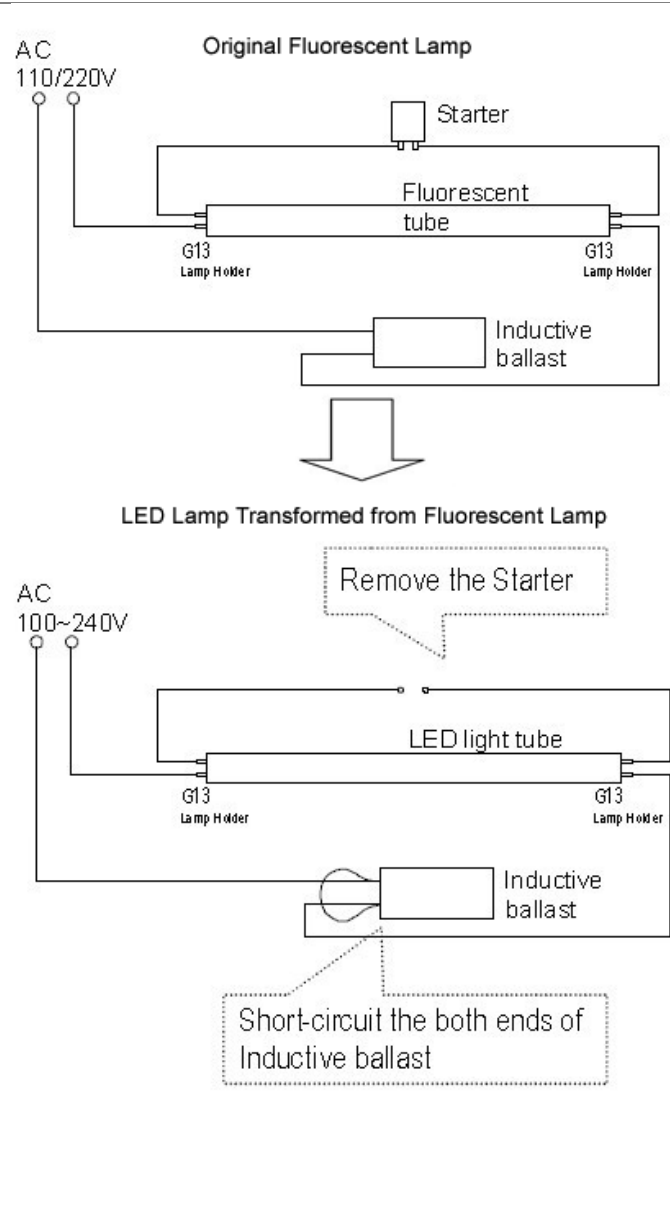 Original Fluorescent Lamp
AC
110/220V
Starter
Fluorescent
tube
G13
Lamp Holder
G13
Lamp Holder
Inductive
ballast
LED Lamp Transformed from Fluorescent Lamp
Remove the Starter
AC
100~240V
LED light tube
G13
Lamp Holder
G13
Lamp Holder
Inductive
ballast
Short-circuit the both ends of
Inductive ballast